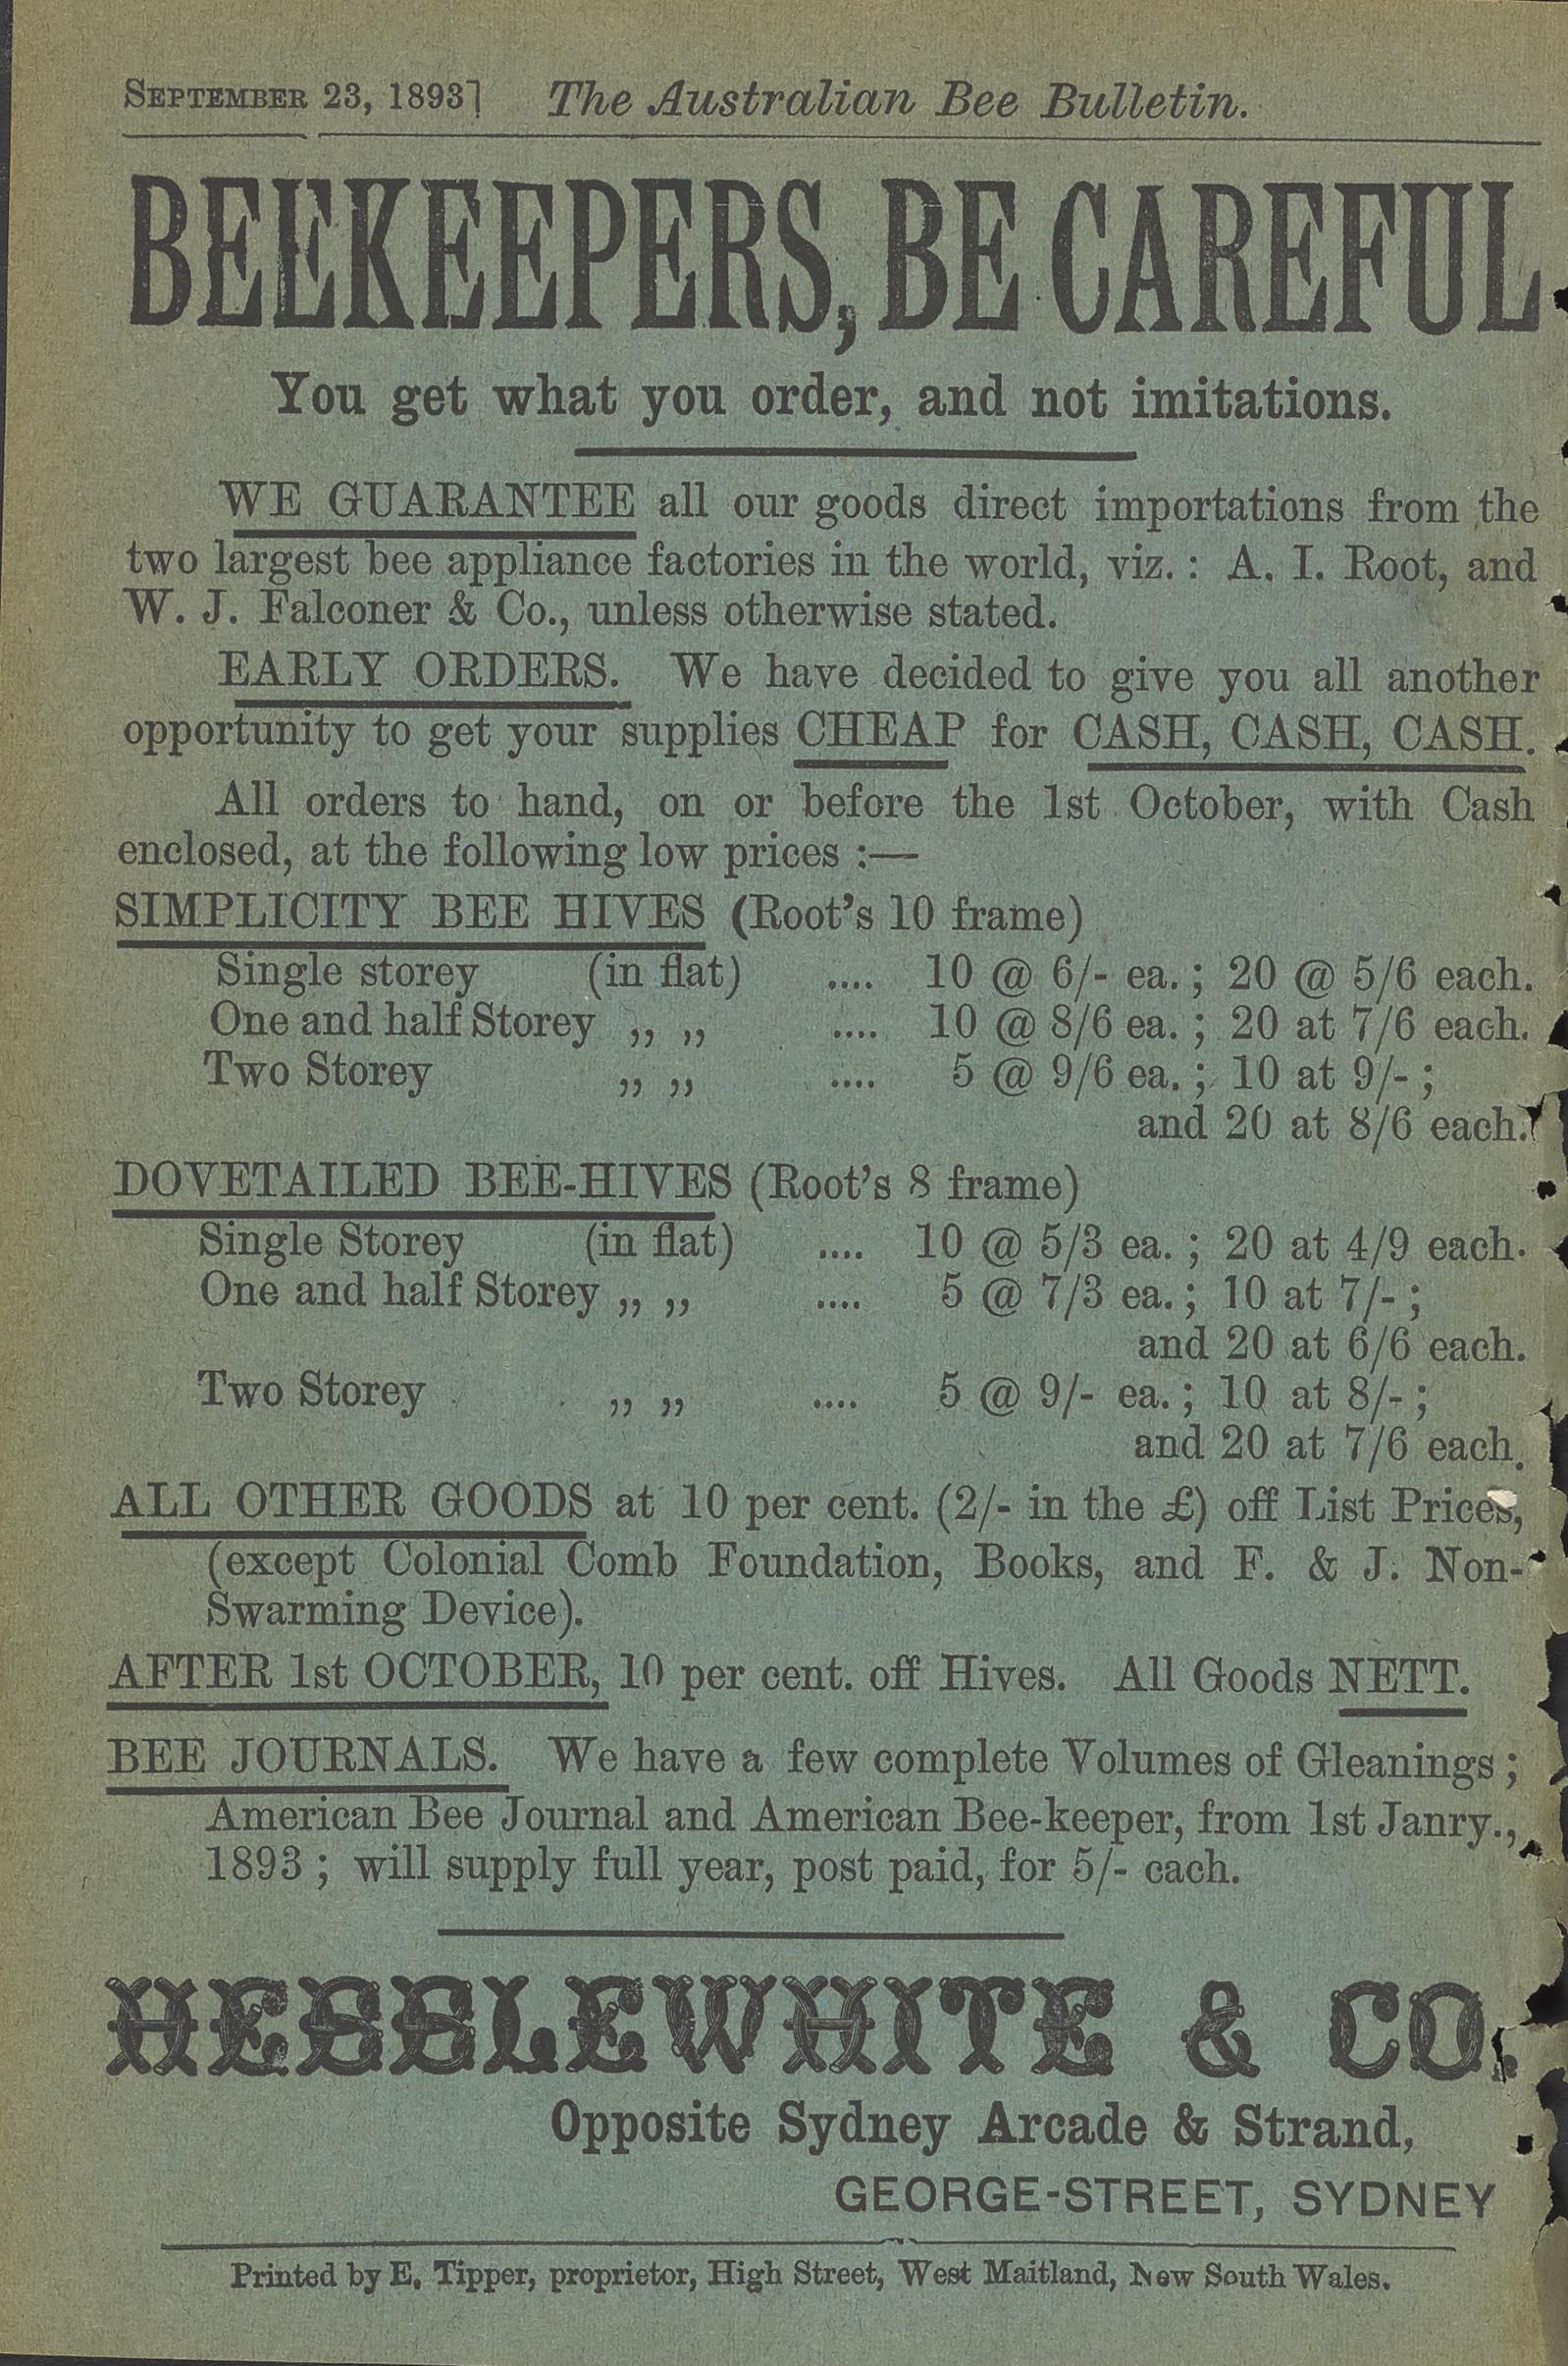 SEPTEMBER 23, 1893] The Australian Bee Bulletin.
BEEKEEPERS, BE CAREFUL
You get what you order, and not imitations.
WE GUARANTEE all our goods direct importations from the
two largest bee appliance factories in the world, viz. : A. I. Root, and
W. J. Falconer & Co., unless otherwise stated.
EARLY ORDERS. We have decided to give you all another
opportunity to get your supplies CHEAP for CASH, CASH, CASH.
All orders to hand, on or before the 1st October, with Cash
enclosed, at the following low prices :—
SIMPLICITY BEE HIVES (Root's 10 frame)
Single storey (in flat) .... 10 @ 6/- ea. ; 20 @ 5/6 each.
One and half Storey ,, ,, .... 10 @ 8/6 ea. ; 20 at 7/6 each.
Two Storey ,, ,, .... 5 @ 9/6 ea. ; 10 at 9/- ;
and 20 at 8/6 each.
DOVETAILED BEE-HIVES (Root's 8 frame)
Single Storey (in flat) .... 10 @ 5/3 ea. ; 20 at 4/9 each.
One and half Storey ,, ,, .... 5 @ 7/3 ea. ; 10 at 7/- ;
and 20 at 6/6 each.
Two Storey ,, ,, .... 5 @ 9/- ea. ; 10 at 8/- ;
and 20 at 7/6 each.
ALL OTHER GOODS at 10 per cent. (2/- in the £) off List Prices,
(except Colonial Comb Foundation, Books, and F. & J. Non-
Swarming Device).
AFTER 1st OCTOBER, 10 per cent. off Hives. All Goods NETT.
BEE JOURNALS. We have a few complete Volumes of Gleanings ;
American Bee Journal and American Bee-keeper, from 1st Janry.,
1893 ; will supply full year, post paid, for 5/- each.
HESSLEWHITE & CO.
Opposite Sydney Arcade & Strand,
GEORGE-STREET, SYDNEY
Printed by E. Tipper, proprietor, High Street, West Maitland, New South Wales.